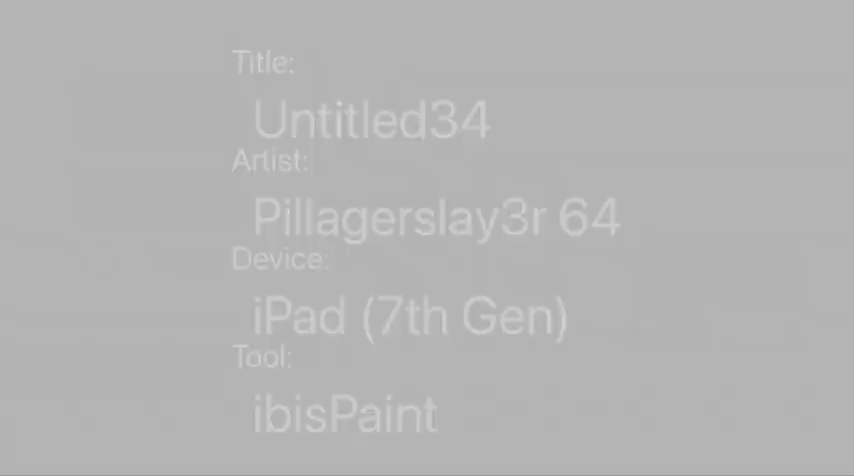 Title:
Untitled34
Artist:
Pillagerslay3r 64
Device:
iPad (7th Gen)
Tool:
ibisPaint